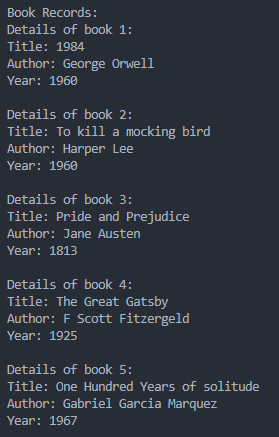 Book Records:
Details of book 1:
Title: 1984
Author: George Orwell
Year: 1960
Details of book 2:
Title: To kill a mocking bird
Author: Harper Lee
Year: 1960
Details of book 3:
Title: Pride and Prejudice
Author: Jane Austen
Year: 1813
Details of book 4:
Title: The Great Gatsby
Author: F Scott Fitzergeld
Year: 1925
Details of book 5:
Title: One Hundred Years of solitude
Author: Gabriel Garcia Marquez
Year: 1967